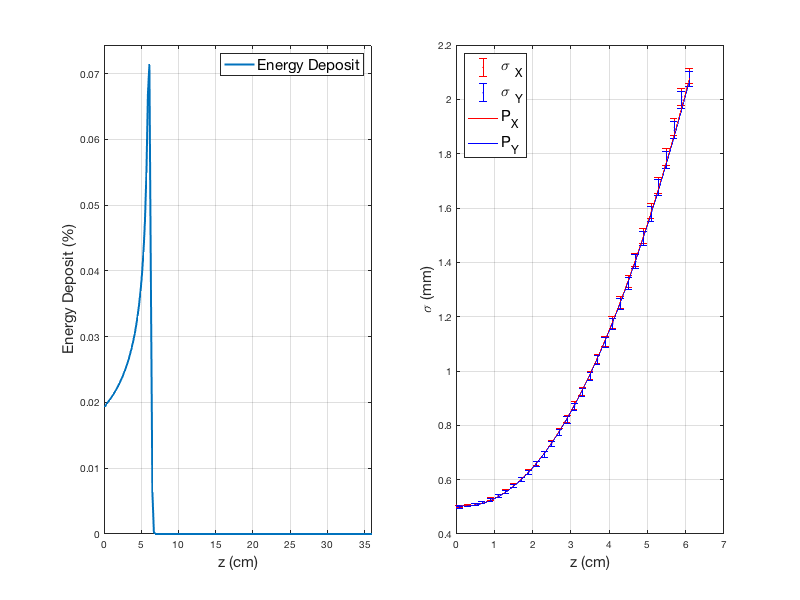 Energy Deposit
0.07
0.06
0.05
0.04
0.03
0.02
0.01
0
Energy Deposit (%)
0 5 10 15 20 25 30 35
z (cm)
σ X
σ Y
P X
P Y
2.2
2
1.8
1.6
1.4
1.2
1
0.8
0.6
0.4
σ (mm)
0 1 2 3 4 5 6 7
z (cm)